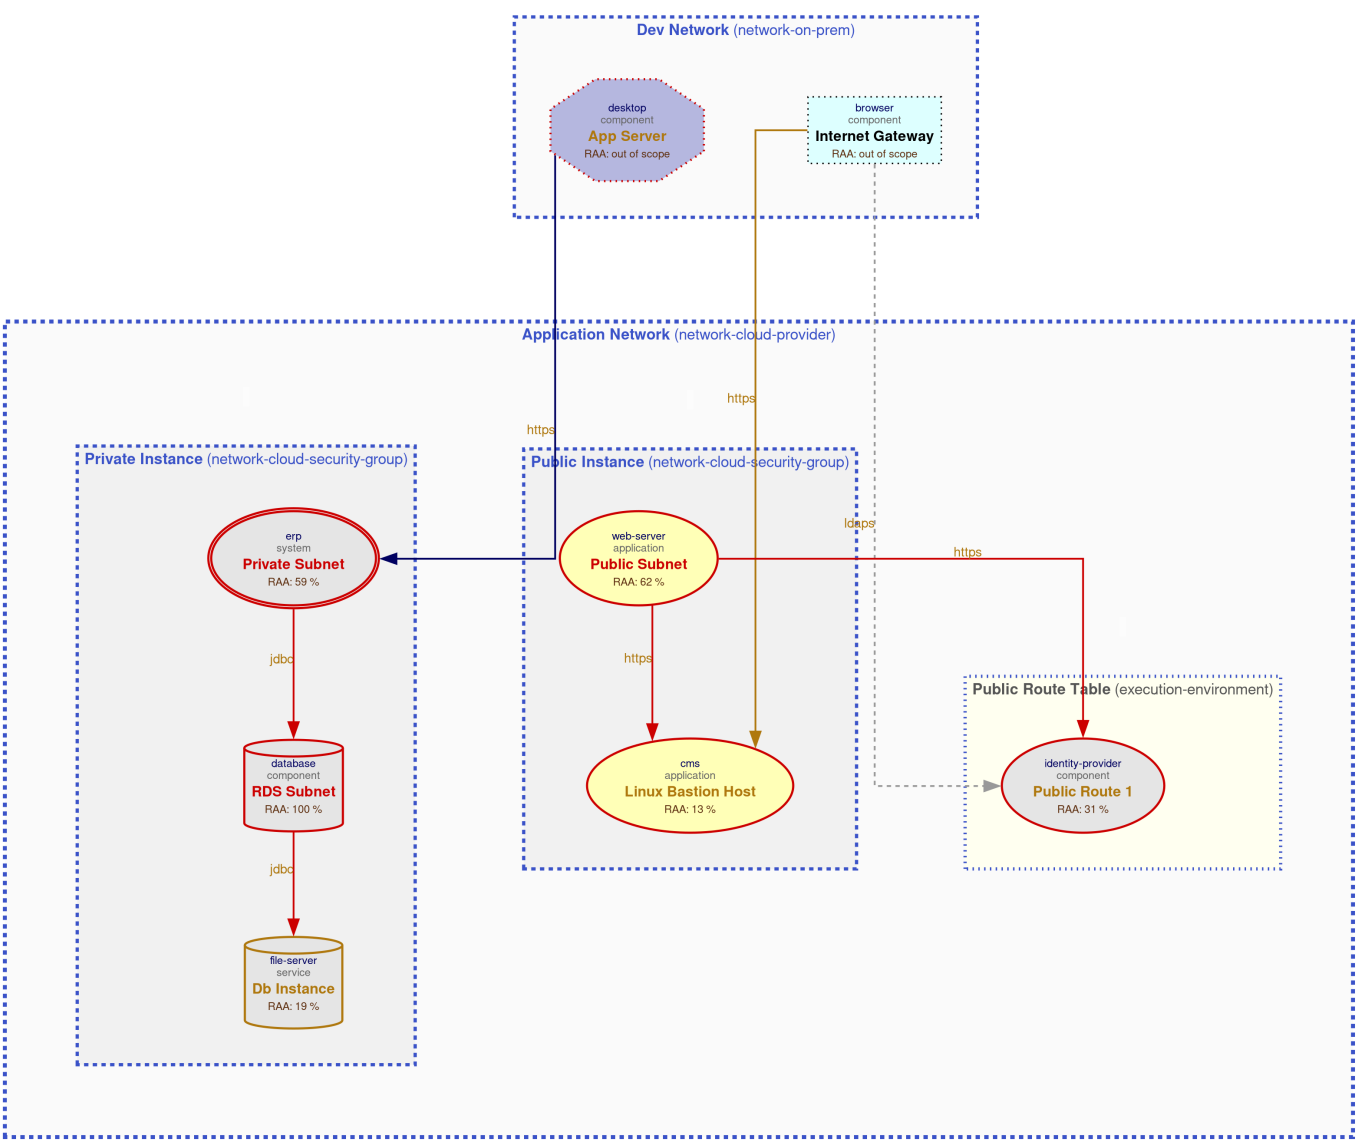 Dev Network (network-on-prem)
desktop
component
App Server
RAA: out of scope
browser
component
Internet Gateway
RAA: out of scope
Application Network (network-cloud-provider)
https
https
Private Instance (network-cloud-security-group)
Public Instance (network-cloud-security-group)
ldaps
https
erp
system
Private Subnet
RAA: 59 %
web-server
application
Public Subnet
RAA: 62 %
jdbc
https
Public Route Table (execution-environment)
database
component
RDS Subnet
RAA: 100 %
cms
application
Linux Bastion Host
RAA: 13 %
identity-provider
component
Public Route 1
RAA: 31 %
jdbc
file-server
service
Db Instance
RAA: 19 %